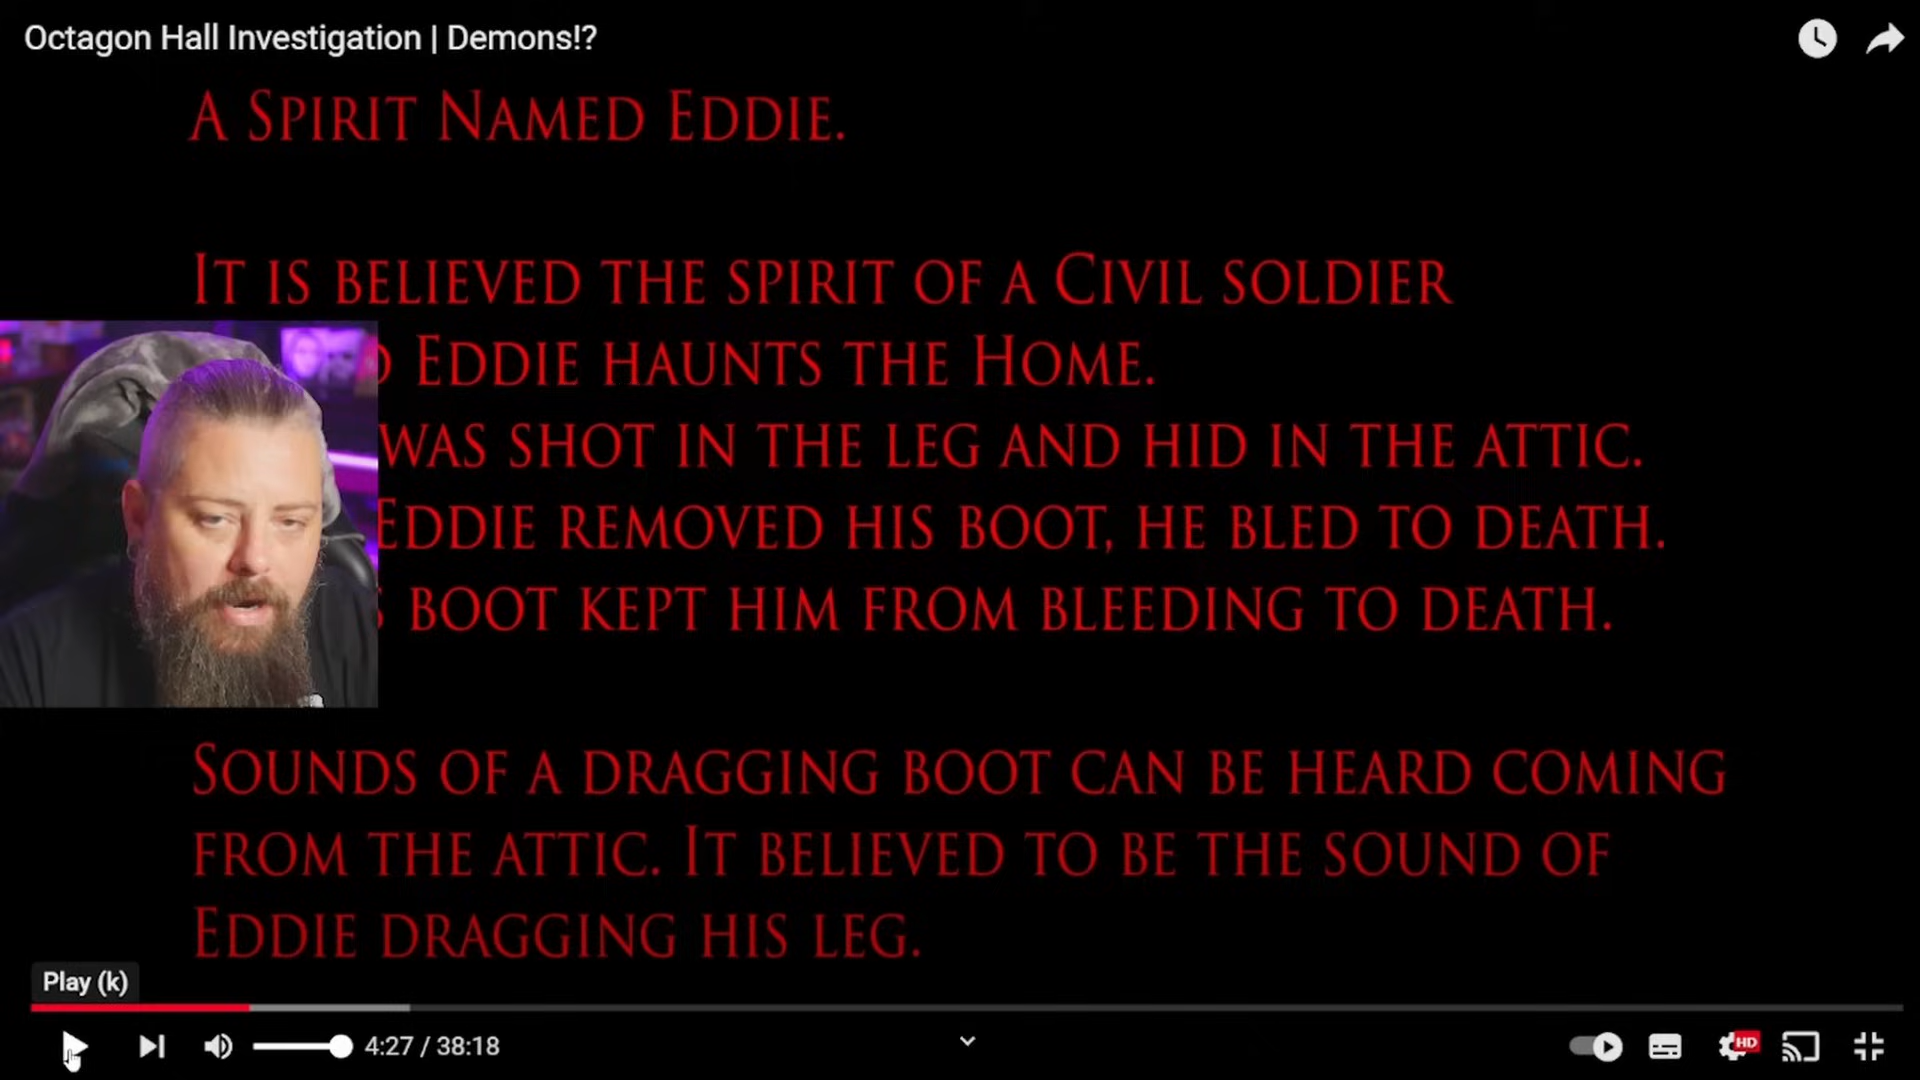 Octagon Hall Investigation | Demons!?
A Spirit Named Eddie.
It is believed the spirit of a Civil soldier
Eddie haunts the Home.
was shot in the leg and hid in the attic.
Eddie removed his boot, he bled to death.
boot kept him from bleeding to death.
Sounds of a dragging boot can be heard coming
from the attic. It believed to be the sound of
Eddie dragging his leg.
Play (k)
4:27 / 38:18
HD